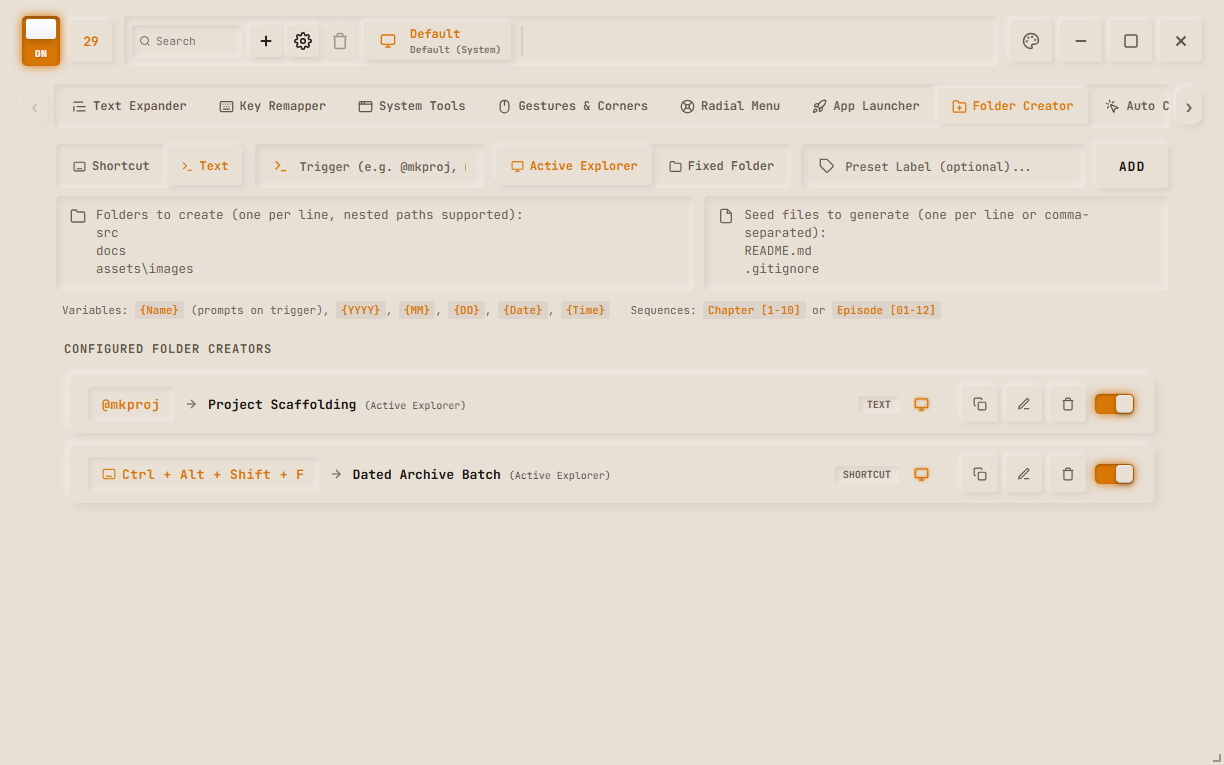 ON
29
Search
Default
Default (System)
Text Expander
Key Remapper
System Tools
Gestures & Corners
Radial Menu
App Launcher
Folder Creator
Auto C
Shortcut
Text
Trigger (e.g. @mkproj,
Active Explorer
Fixed Folder
Preset Label (optional)...
ADD
Folders to create (one per line, nested paths supported):
src
docs
assets\images
Seed files to generate (one per line or comma-
separated):
README.md
.gitignore
Variables: {Name} (prompts on trigger), {YYYY}, {MM}, {DD}, {Date}, {Time} Sequences: Chapter [1-10] or Episode [01-12]
CONFIGURED FOLDER CREATORS
@mkproj → Project Scaffolding (Active Explorer) TEXT
Ctrl + Alt + Shift + F → Dated Archive Batch (Active Explorer) SHORTCUT